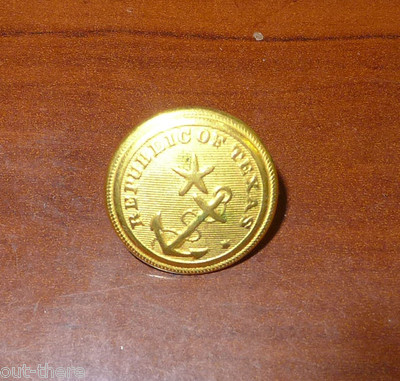 REPUBLIC OF TEXAS
out-there